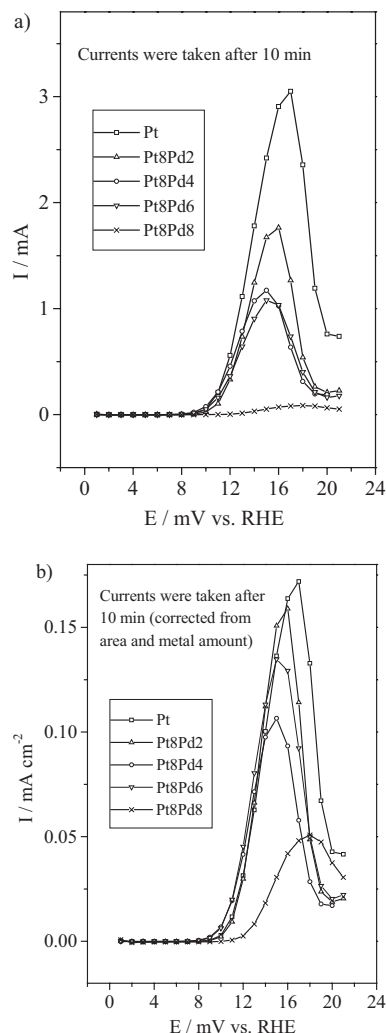 a)
Currents were taken after 10 min
Pt
Pt8Pd2
Pt8Pd4
Pt8Pd6
Pt8Pd8
3
2
1
0
I / mA
0 4 8 12 16 20 24
E / mV vs. RHE
b)
Currents were taken after
10 min (corrected from
area and metal amount)
Pt
Pt8Pd2
Pt8Pd4
Pt8Pd6
Pt8Pd8
0.15
0.10
0.05
0.00
I / mA cm⁻²
0 4 8 12 16 20 24
E / mV vs. RHE